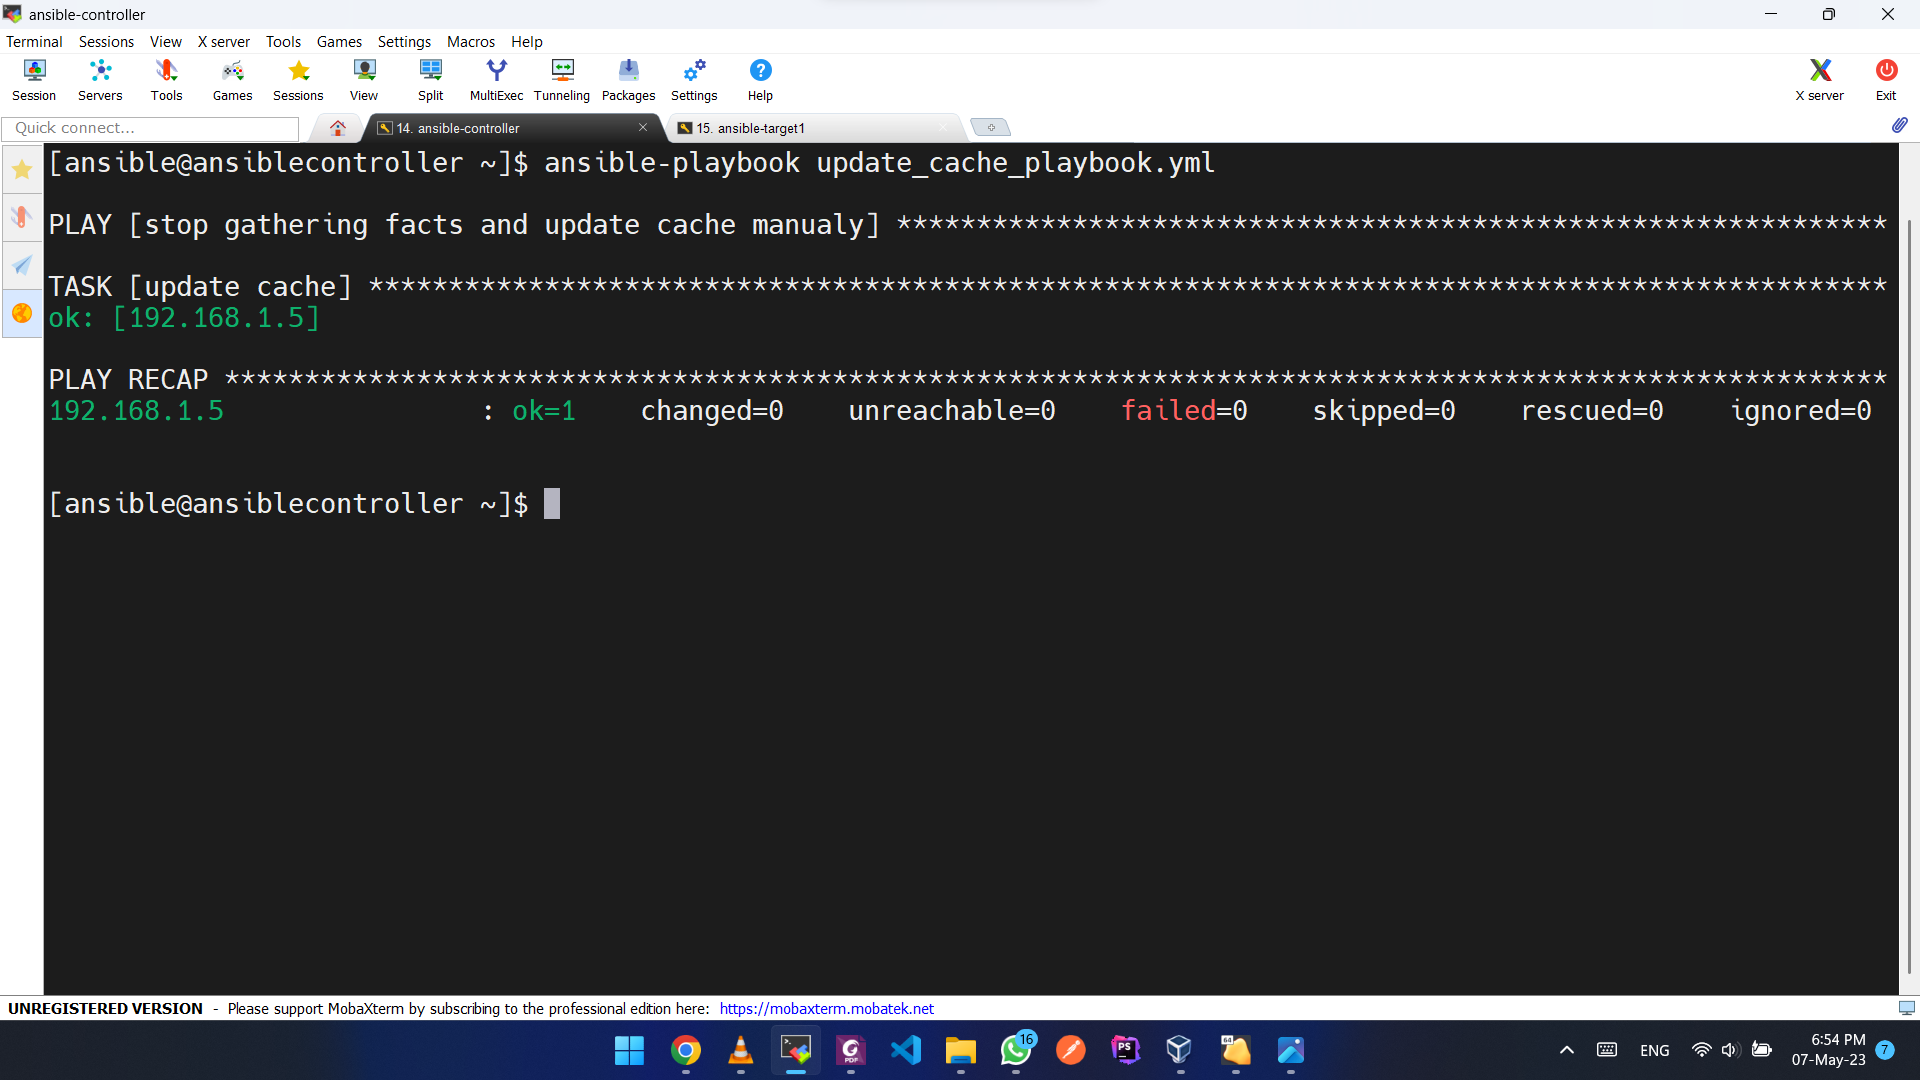 ansible-controller
Terminal Sessions View X server Tools Games Settings Macros Help
Session Servers Tools Games Sessions View Split MultiExec Tunneling Packages Settings Help X server Exit
Quick connect... 14. ansible-controller 15. ansible-target1
[ansible@ansiblecontroller ~]$ ansible-playbook update_cache_playbook.yml
PLAY [stop gathering facts and update cache manualy] **************************************************************
TASK [update cache] ***********************************************************************************************
ok: [192.168.1.5]
PLAY RECAP ********************************************************************************************************
192.168.1.5 : ok=1 changed=0 unreachable=0 failed=0 skipped=0 rescued=0 ignored=0
[ansible@ansiblecontroller ~]$
UNREGISTERED VERSION - Please support MobaXterm by subscribing to the professional edition here: https://mobaxterm.mobatek.net
PDF
16
PS
64
ENG
6:54 PM
07-May-23
7